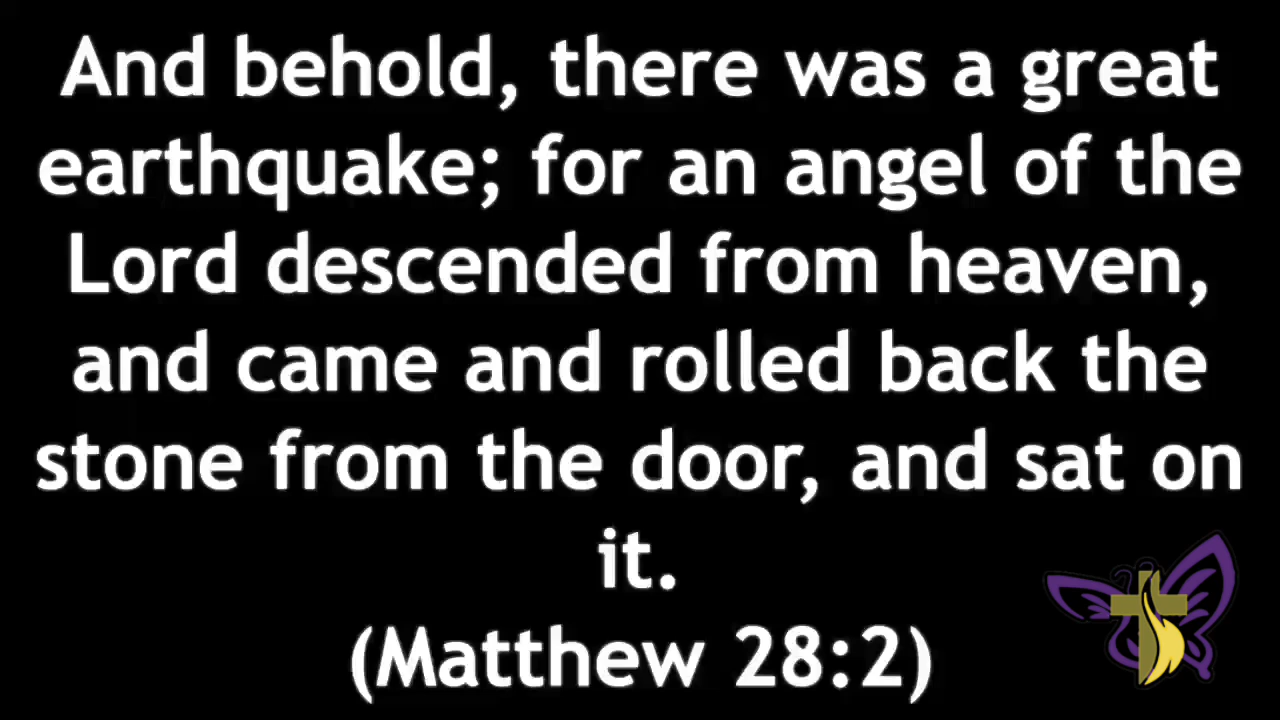 And behold, there was a great
earthquake; for an angel of the
Lord descended from heaven,
and came and rolled back the
stone from the door, and sat on
it.
(Matthew 28:2)